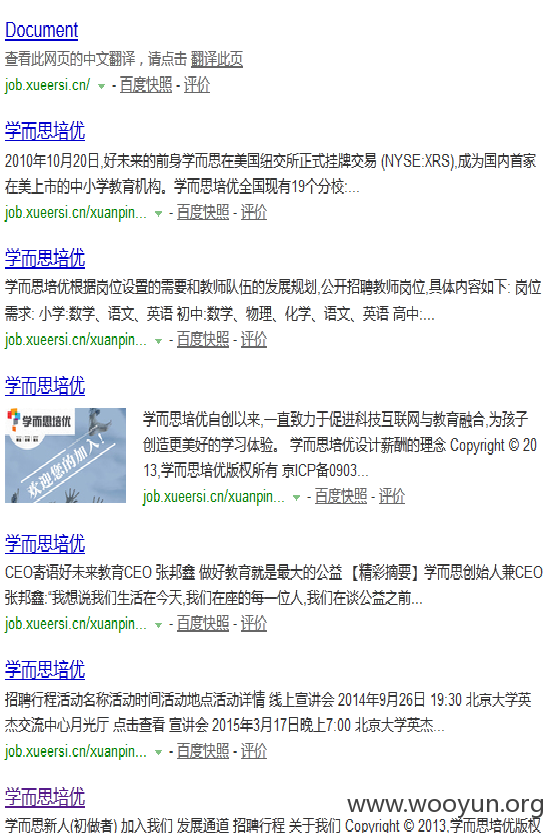 Document
查看此网页的中文翻译，请点击 翻译此页
job.xueersi.cn/ - 百度快照 - 评价
学而思培优
2010年10月20日,好未来的前身学而思在美国纽交所正式挂牌交易 (NYSE:XRS),成为国内首家
在美上市的中小学教育机构。学而思培优全国现有19个分校:...
job.xueersi.cn/xuanpin... - 百度快照 - 评价
学而思培优
学而思培优根据岗位设置的需要和教师队伍的发展规划,公开招聘教师岗位,具体内容如下: 岗位
需求: 小学:数学、语文、英语 初中:数学、物理、化学、语文、英语 高中:...
job.xueersi.cn/xuanpin... - 百度快照 - 评价
学而思培优
学而思培优
欢迎您的加入!
学而思培优自创以来,一直致力于促进科技互联网与教育融合,为孩子
创造更美好的学习体验。 学而思培优设计薪酬的理念 Copyright © 20
13,学而思培优版权所有 京ICP备0903...
job.xueersi.cn/xuanpin... - 百度快照 - 评价
学而思培优
CEO寄语好未来教育CEO 张邦鑫 做好教育就是最大的公益 【精彩摘要】学而思创始人兼CEO
张邦鑫:“我想说我们生活在今天,我们在座的每一位人,我们在谈公益之前...
job.xueersi.cn/xuanpin... - 百度快照 - 评价
学而思培优
招聘行程活动名称活动时间活动地点活动详情 线上宣讲会 2014年9月26日 19:30 北京大学英
杰交流中心月光厅 点击查看 宣讲会 2015年3月17日晚上7:00 北京大学英杰...
job.xueersi.cn/xuanpin... - 百度快照 - 评价
学而思培优
学而思新人(初做者) 加入我们 发展通道 招聘行程 关于我们 Copyright © 2013,学而思培优版权
www.wooyun.org